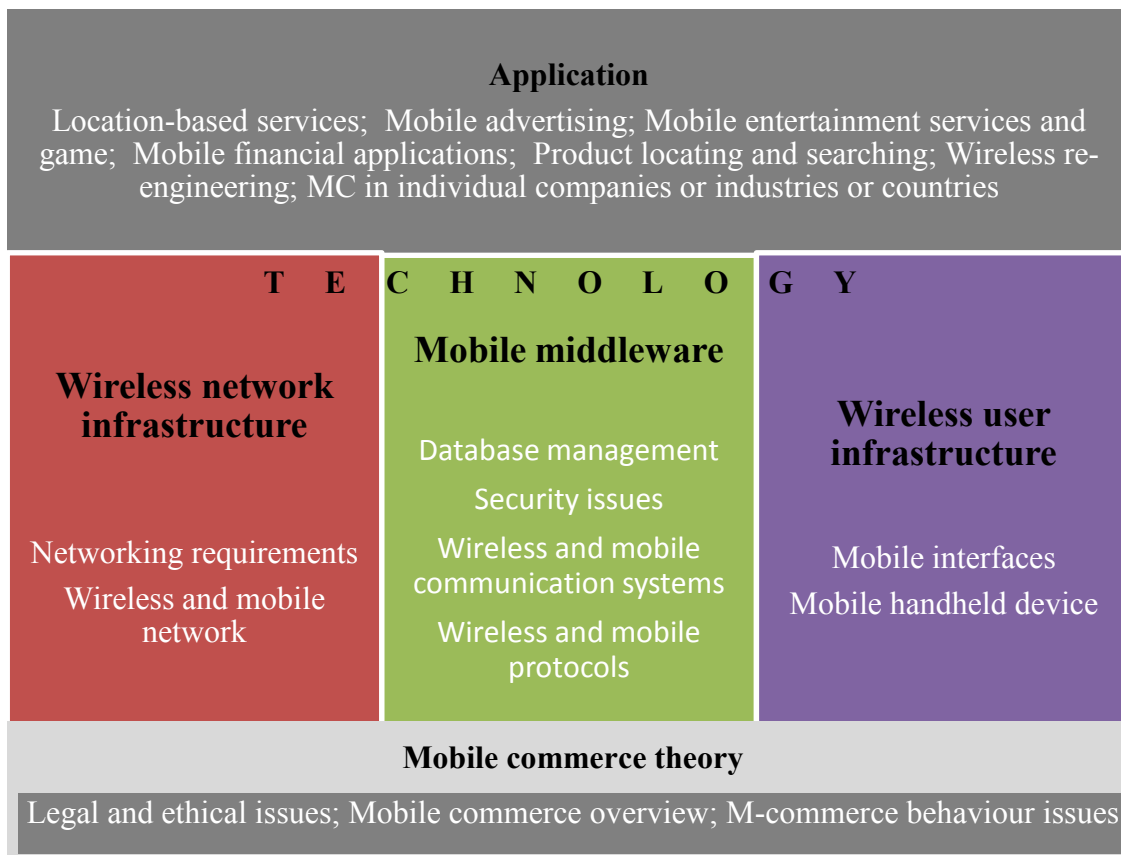 Application
Location-based services; Mobile advertising; Mobile entertainment services and
game; Mobile financial applications; Product locating and searching; Wireless re-
engineering; MC in individual companies or industries or countries
T E C H N O L O G Y
Wireless network
infrastructure
Networking requirements
Wireless and mobile
network
Mobile middleware
Database management
Security issues
Wireless and mobile
communication systems
Wireless and mobile
protocols
Wireless user
infrastructure
Mobile interfaces
Mobile handheld device
Mobile commerce theory
Legal and ethical issues; Mobile commerce overview; M-commerce behaviour issues